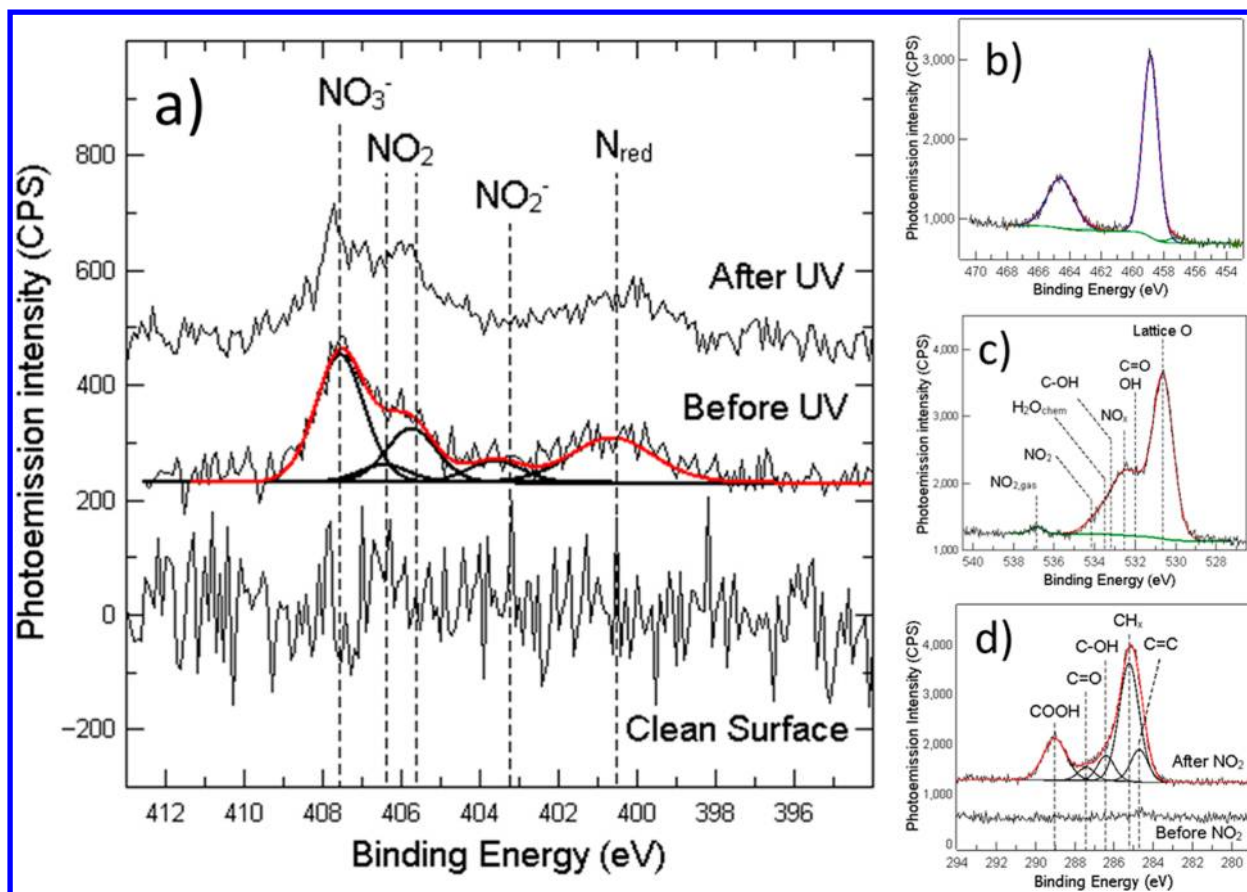 a)
NO₃⁻
NO₂
NO₂⁻
N_red
After UV
Before UV
Clean Surface
Photoemission intensity (CPS)
800
600
400
200
0
−200
412 410 408 406 404 402 400 398 396
Binding Energy (eV)
b)
Photoemission intensity (CPS)
3,000
2,000
1,000
470 468 466 464 462 460 458 456 454
Binding Energy (eV)
c)
Lattice O
C=O
OH
C-OH
H₂O_chem
NOₓ
NO₂
NO₂,gas
Photoemission intensity (CPS)
4,000
3,000
2,000
1,000
540 538 536 534 532 530 528
Binding Energy (eV)
d)
CHₓ
C-OH
C=C
C=O
COOH
After NO₂
Before NO₂
Photoemission Intensity (CPS)
4,000
3,000
2,000
1,000
0
294 292 290 288 286 284 282 280
Binding Energy (eV)